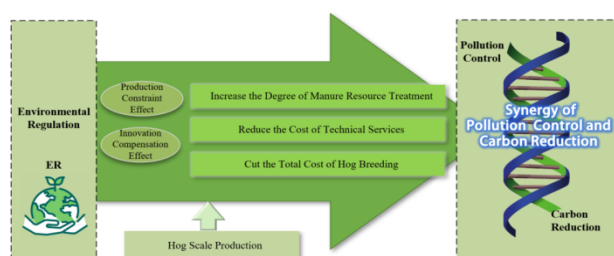 Environmental
Regulation
ER
Production
Constraint
Effect
Innovation
Compensation
Effect
Increase the Degree of Manure Resource Treatment
Reduce the Cost of Technical Services
Cut the Total Cost of Hog Breeding
Hog Scale Production
Pollution
Control
Synergy of
Pollution Control and
Carbon Reduction
Carbon
Reduction